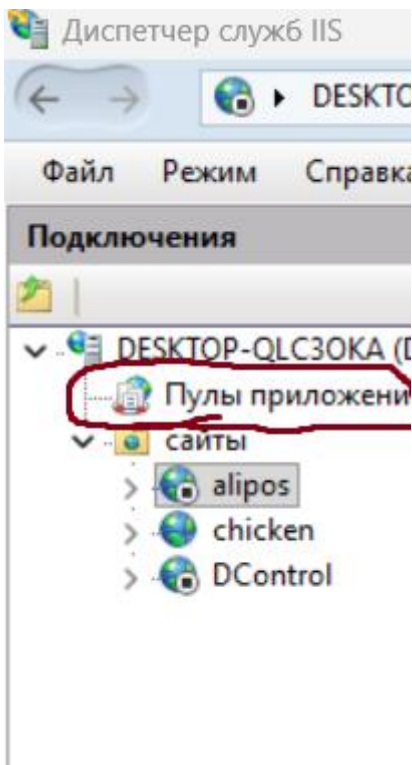 Диспетчер служб IIS
DESKTO
Файл Режим Справка
Подключения
DESKTOP-QLC3OKA (D
Пулы приложени
сайты
alipos
chicken
DControl